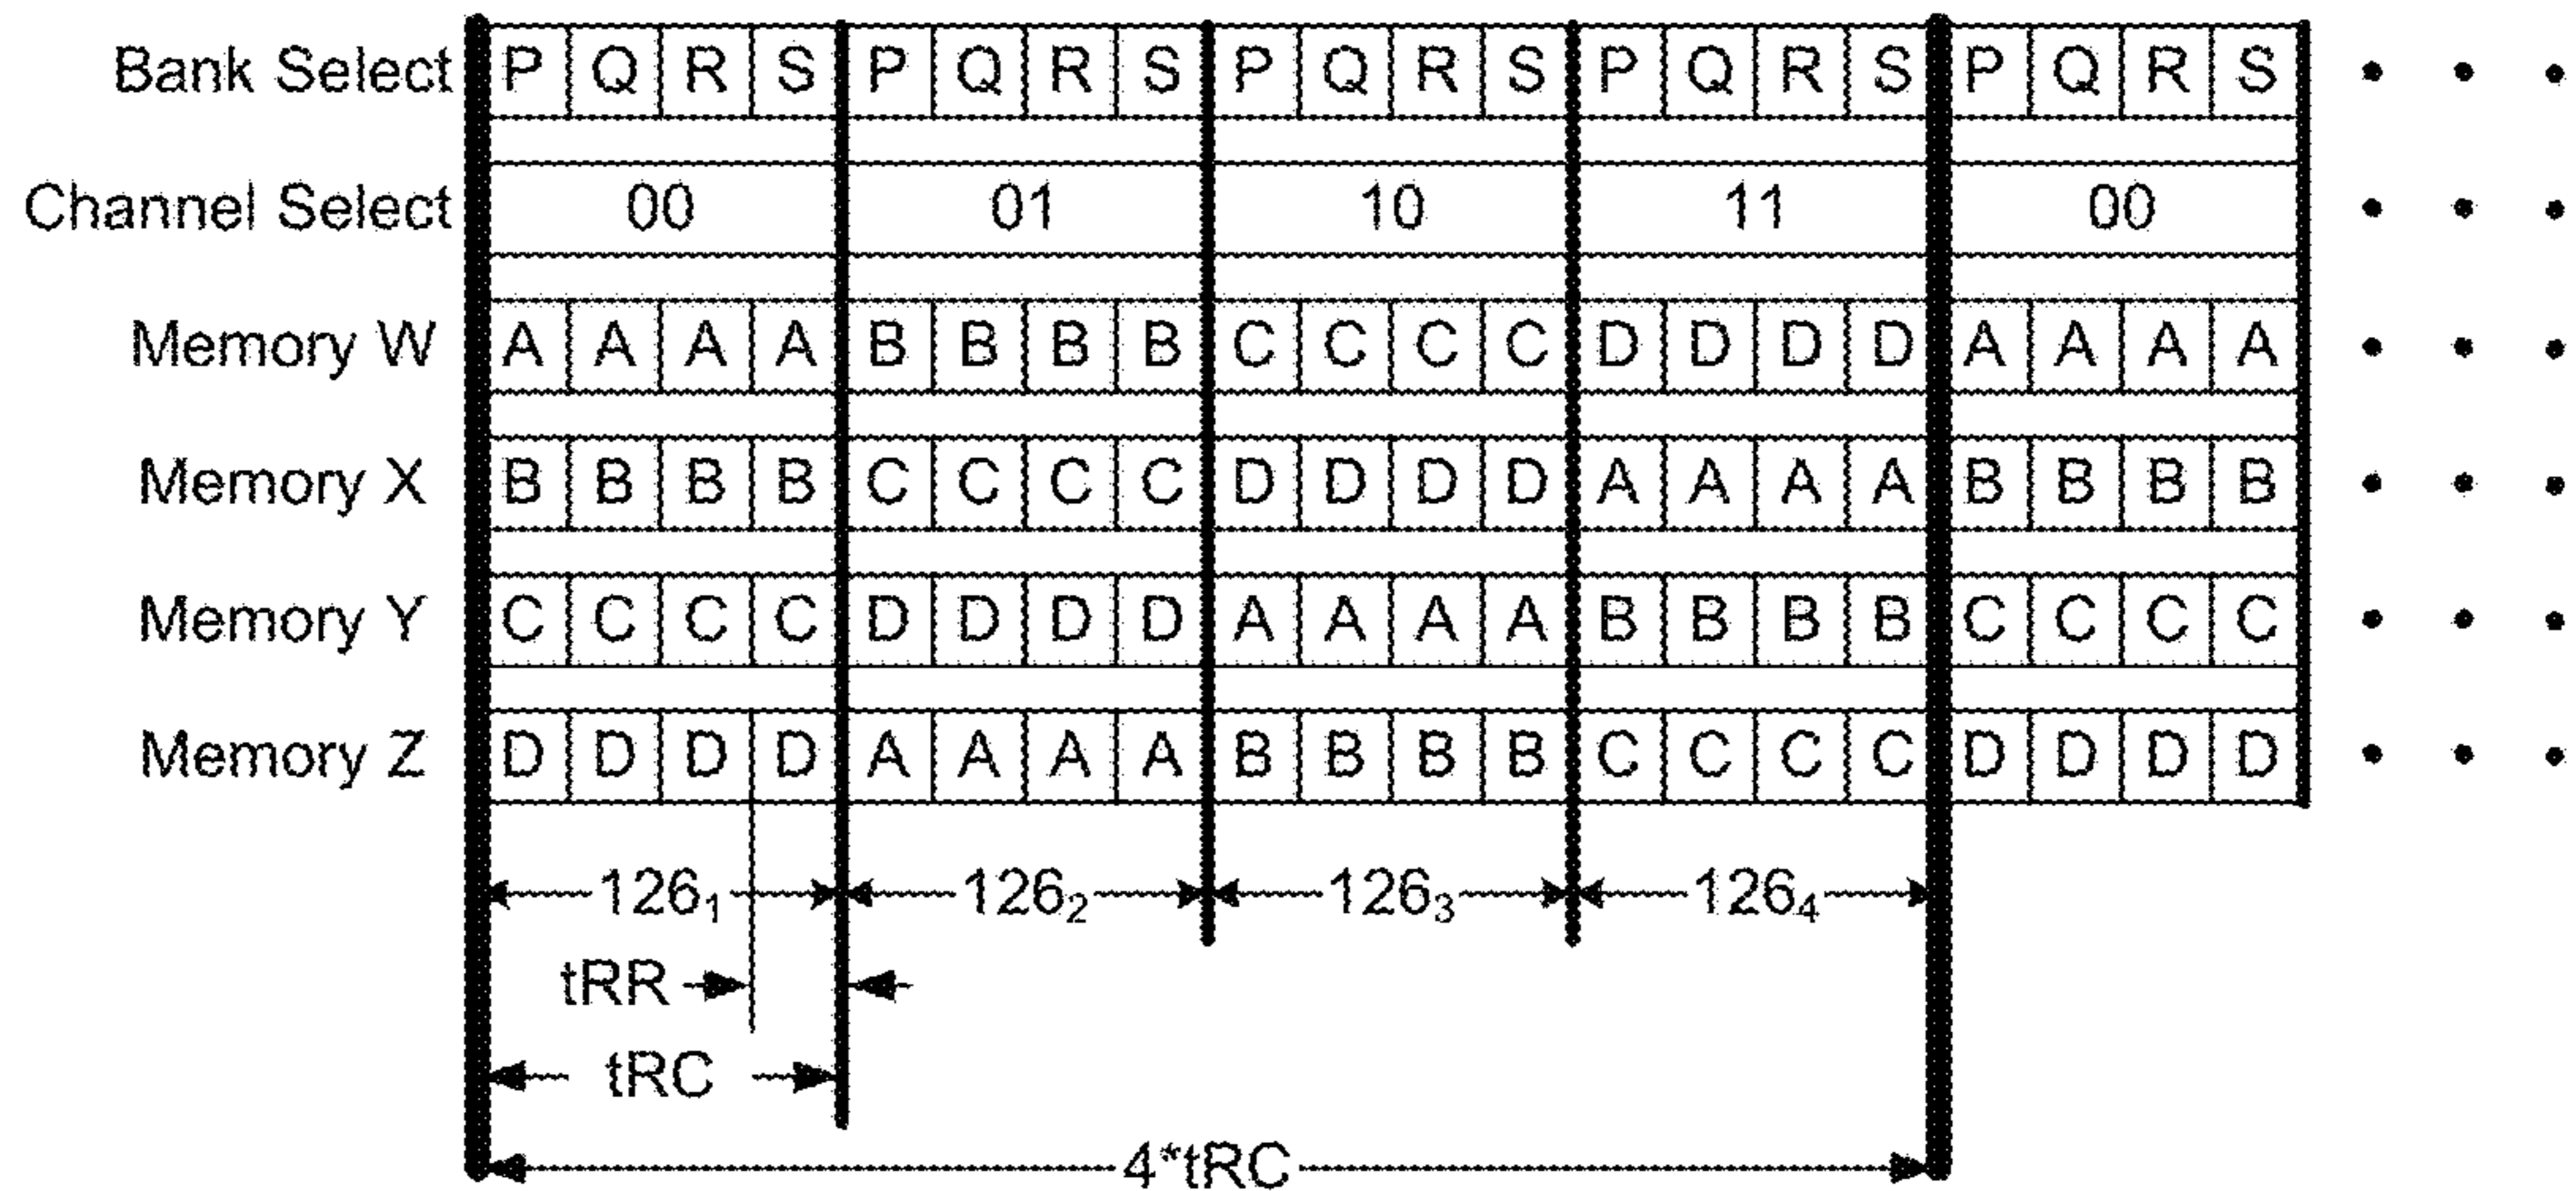 Bank Select P Q R S P Q R S P Q R S P Q R S P Q R S • • •
Channel Select 00 01 10 11 00 • • •
Memory W A A A A B B B B C C C C D D D D A A A A • • •
Memory X B B B B C C C C D D D D A A A A B B B B • • •
Memory Y C C C C D D D D A A A A B B B B C C C C • • •
Memory Z D D D D A A A A B B B B C C C C D D D D • • •
126₁ 126₂ 126₃ 126₄
tRR
tRC
4*tRC